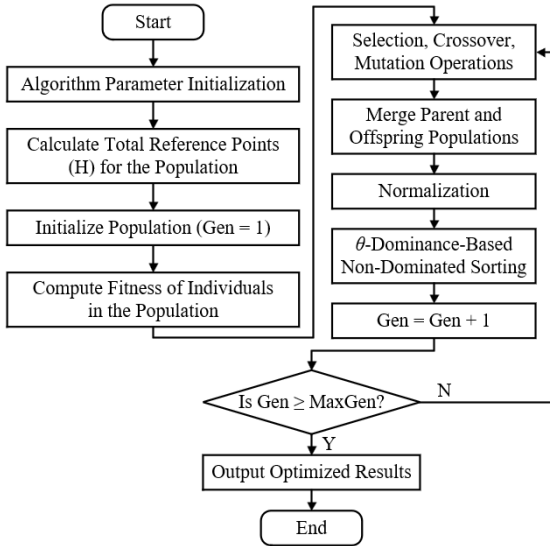 Start
Algorithm Parameter Initialization
Calculate Total Reference Points
(H) for the Population
Initialize Population (Gen = 1)
Compute Fitness of Individuals
in the Population
Selection, Crossover,
Mutation Operations
Merge Parent and
Offspring Populations
Normalization
θ-Dominance-Based
Non-Dominated Sorting
Gen = Gen + 1
Is Gen ≥ MaxGen?
N
Y
Output Optimized Results
End